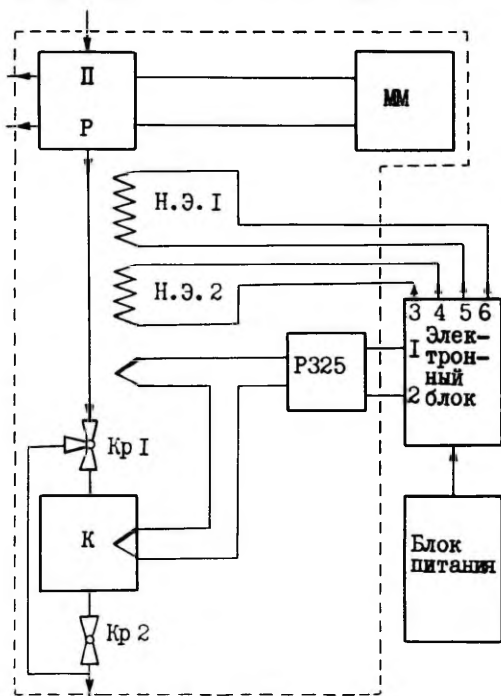 П
ММ
Р
Н.Э.1
Н.Э.2
3 4 5 6
Элек-
1 трон-
ный
2 блок
Р325
Кр 1
К
Блок
питания
Кр 2